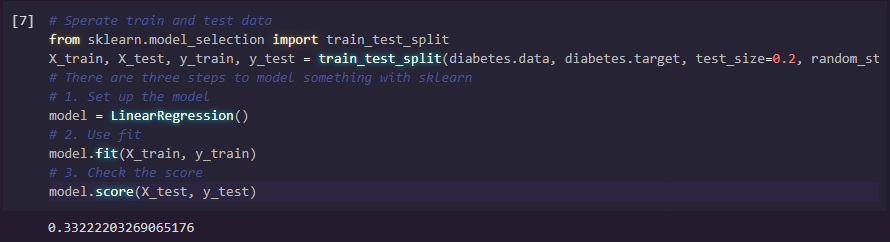 [7] # Sperate train and test data
from sklearn.model_selection import train_test_split
X_train, X_test, y_train, y_test = train_test_split(diabetes.data, diabetes.target, test_size=0.2, random_st
# There are three steps to model something with sklearn
# 1. Set up the model
model = LinearRegression()
# 2. Use fit
model.fit(X_train, y_train)
# 3. Check the score
model.score(X_test, y_test)
0.33222203269065176